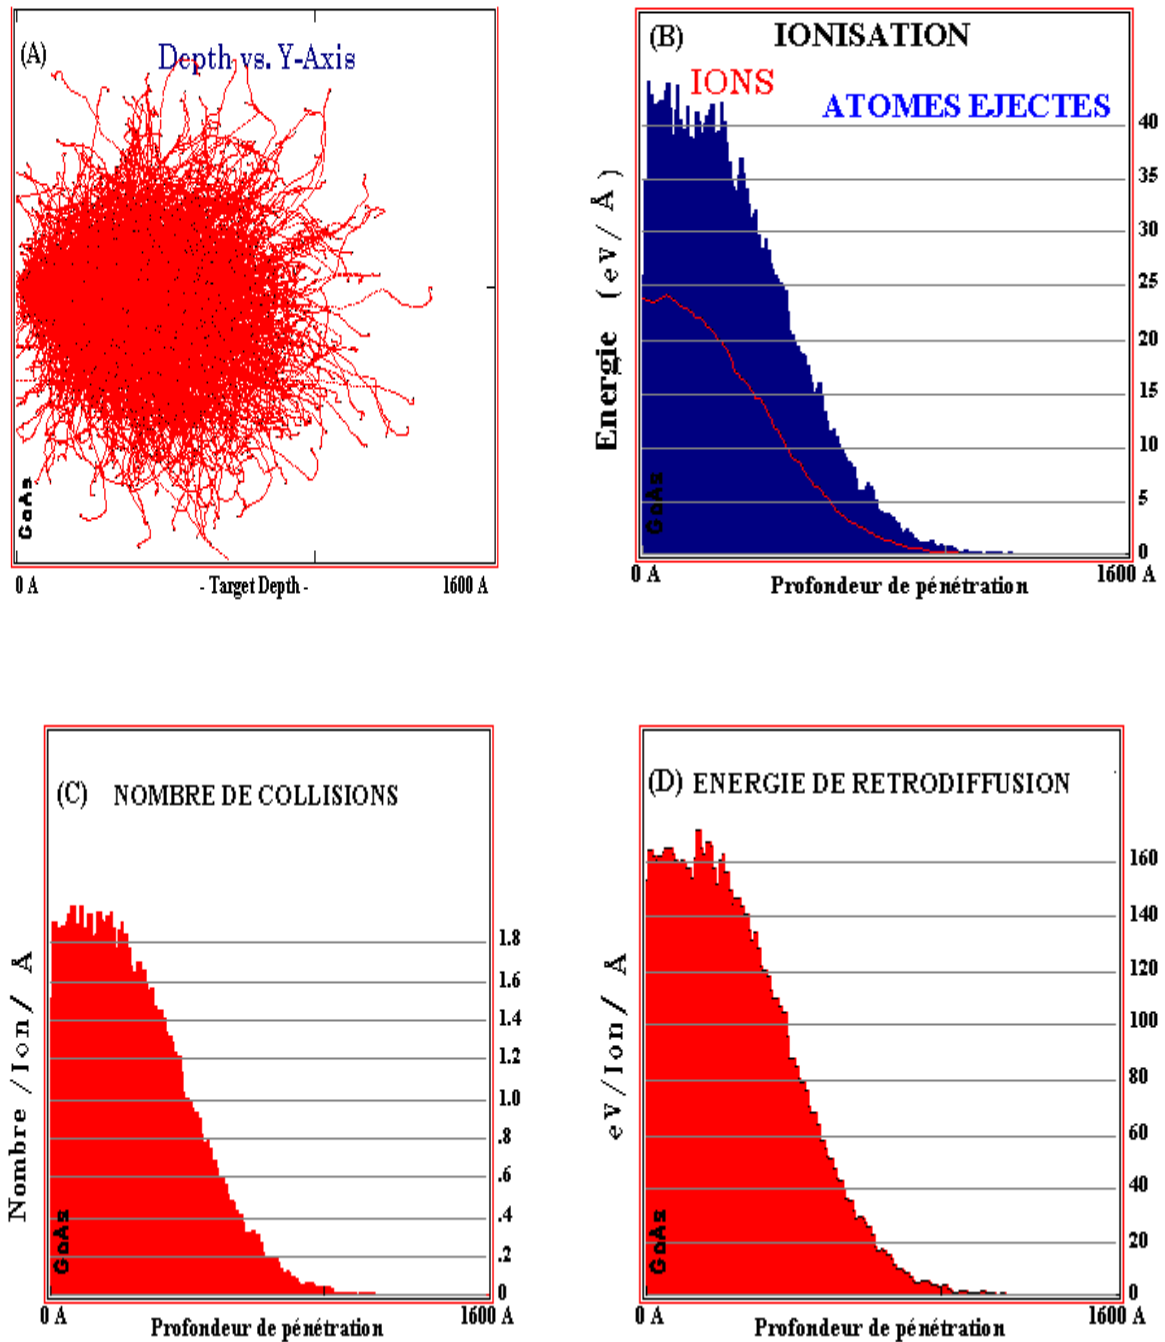 (A)
Depth vs. Y-Axis
GaAs
0 A
- Target Depth -
1600 A
(B)
IONISATION
IONS
ATOMES EJECTES
Energie (eV/Å)
40
35
30
25
20
15
10
5
0
GaAs
0 A
Profondeur de pénétration
1600 A
(C)
NOMBRE DE COLLISIONS
Nombre /Ion/ Å
1.8
1.6
1.4
1.2
1.0
.8
.6
.4
.2
0
GaAs
0 A
Profondeur de pénétration
1600 A
(D)
ENERGIE DE RETRODIFFUSION
eV/Ion/ Å
160
140
120
100
80
60
40
20
0
GaAs
0 A
Profondeur de pénétration
1600 A